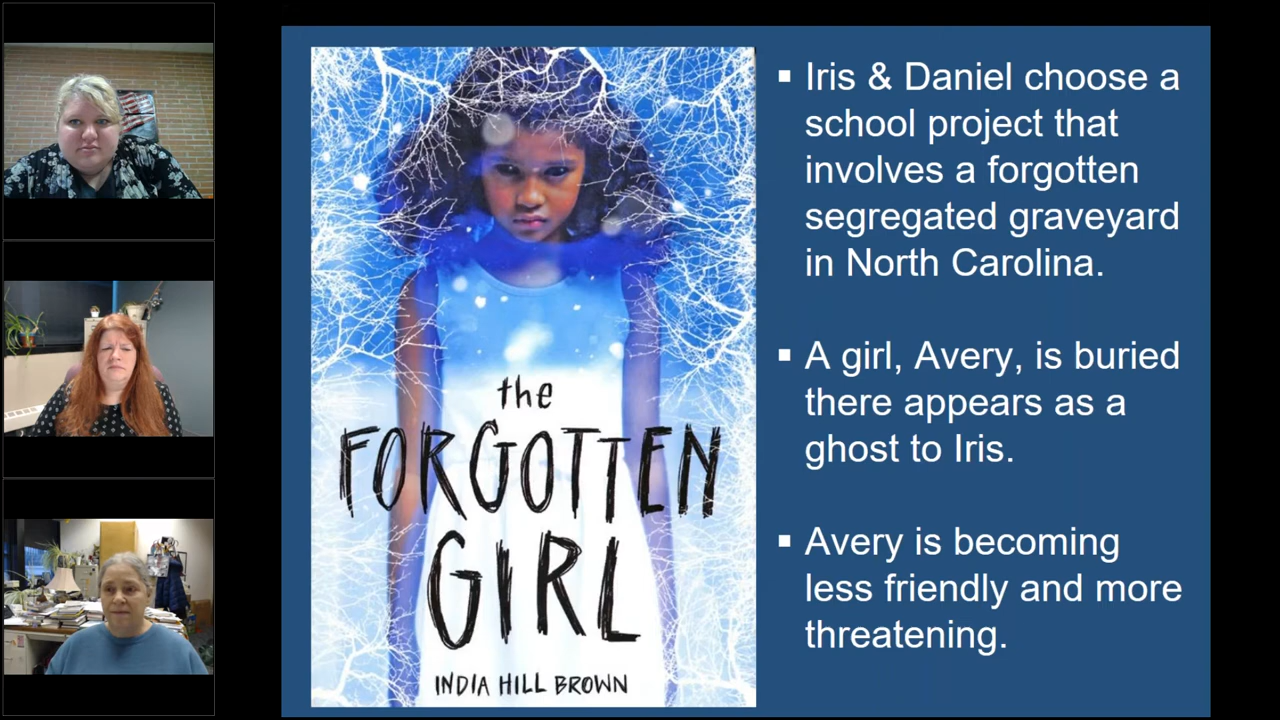 the
FORGOTTEN
GIRL
INDIA HILL BROWN
▪ Iris & Daniel choose a
school project that
involves a forgotten
segregated graveyard
in North Carolina.
▪ A girl, Avery, is buried
there appears as a
ghost to Iris.
▪ Avery is becoming
less friendly and more
threatening.